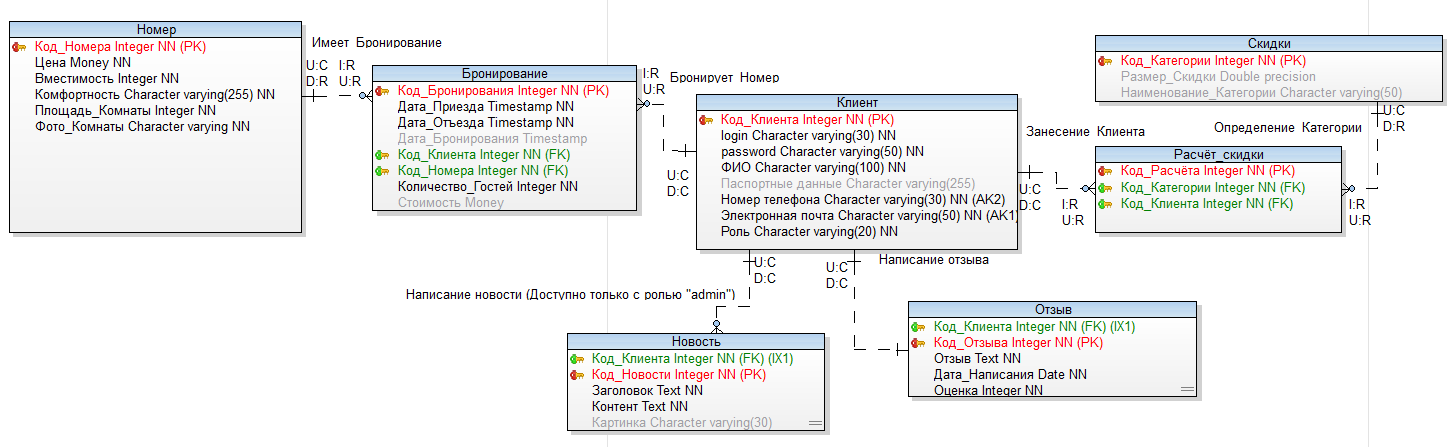 Номер
Код_Номера Integer NN (PK)
Цена Money NN
Вместимость Integer NN
Комфортность Character varying(255) NN
Площадь_Комнаты Integer NN
Фото_Комнаты Character varying NN
Имеет Бронирование
U:C I:R
D:R U:R
Бронирование
Код_Бронирования Integer NN (PK)
Дата_Приезда Timestamp NN
Дата_Отъезда Timestamp NN
Дата_Бронирования Timestamp
Код_Клиента Integer NN (FK)
Код_Номера Integer NN (FK)
Количество_Гостей Integer NN
Стоимость Money
I:R
U:R
Бронирует Номер
U:C
D:C
Клиент
Код_Клиента Integer NN (PK)
login Character varying(30) NN
password Character varying(50) NN
ФИО Character varying(100) NN
Паспортные данные Character varying(255)
Номер телефона Character varying(30) NN (AK2)
Электронная почта Character varying(50) NN (AK1)
Роль Character varying(20) NN
Занесение Клиента
U:C
D:C
I:R
U:R
Скидки
Код_Категории Integer NN (PK)
Размер_Скидки Double precision
Наименование_Категории Character varying(50)
U:C
D:R
Определение Категории
Расчёт_скидки
Код_Расчёта Integer NN (PK)
Код_Категории Integer NN (FK)
Код_Клиента Integer NN (FK)
I:R
U:R
U:C
D:C
Написание новости (Доступно только с ролью "admin")
Новость
Код_Клиента Integer NN (FK) (IX1)
Код_Новости Integer NN (PK)
Заголовок Text NN
Контент Text NN
Картинка Character varying(30)
U:C
D:C
Написание отзыва
Отзыв
Код_Клиента Integer NN (FK) (IX1)
Код_Отзыва Integer NN (PK)
Отзыв Text NN
Дата_Написания Date NN
Оценка Integer NN